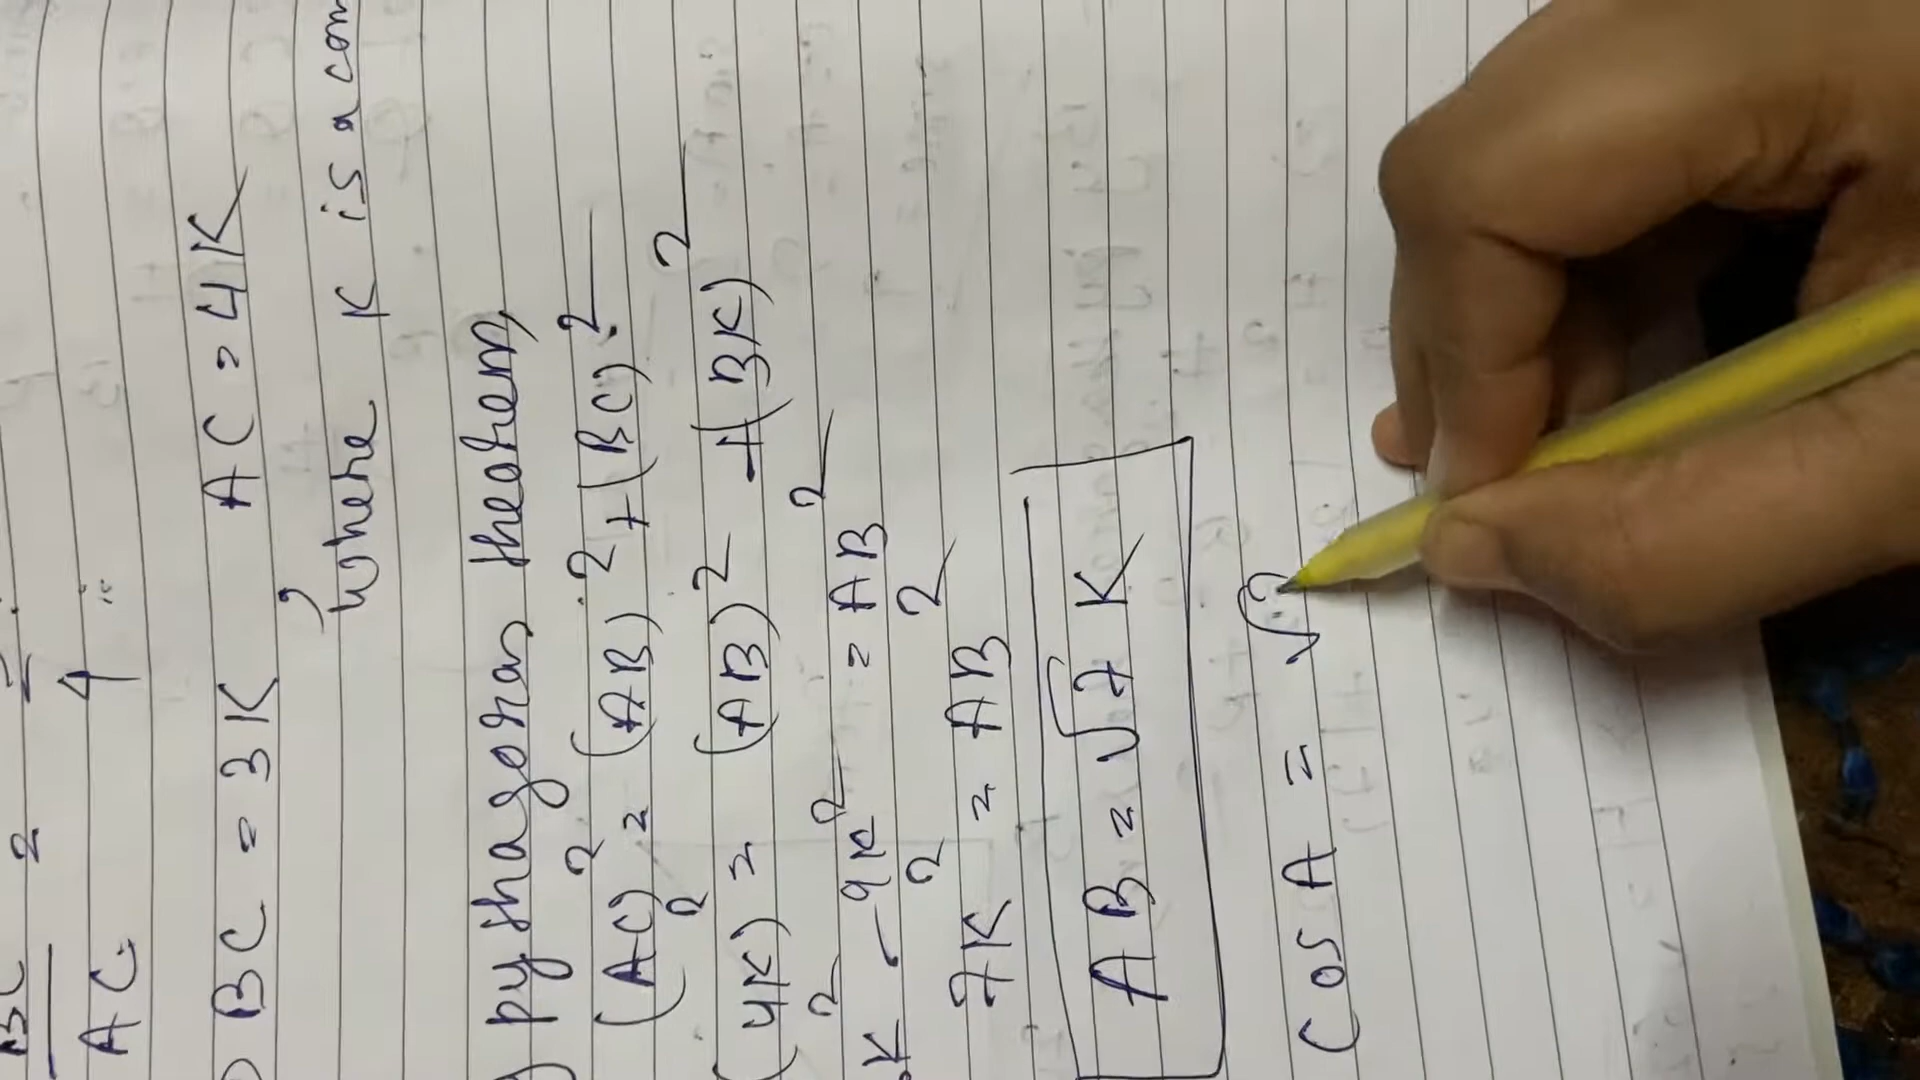 BC = 3
AC 4
BC = 3K , AC = 4K
where K is a con
pythagoras theorem,
(AC)² = (AB)² + (BC)²
(4K)² = (AB)² + (3K)²
K² - 9K² = AB²
7K² = AB²
AB = √7 K
Cos A = √